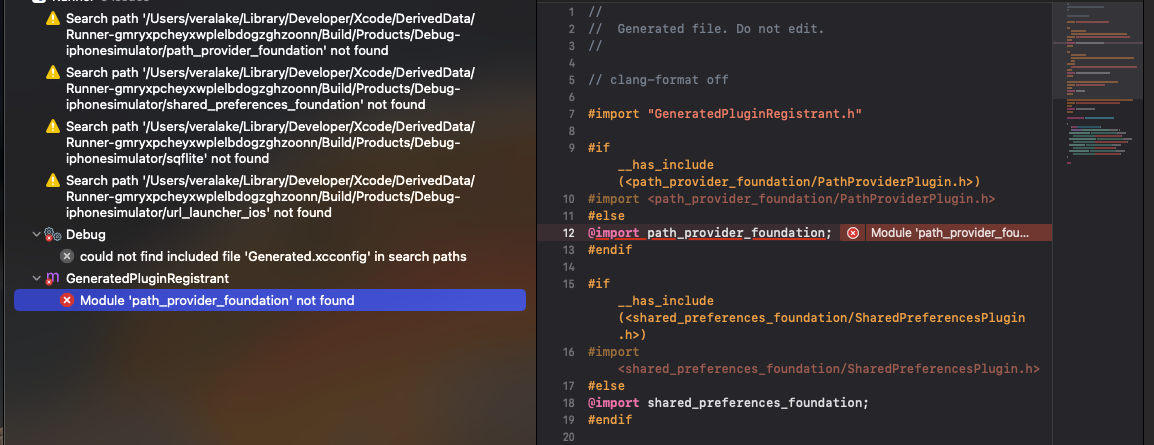 Search path '/Users/veralake/Library/Developer/Xcode/DerivedData/
Runner-gmryxpcheyxwplelbdogzghzoonn/Build/Products/Debug-
iphonesimulator/path_provider_foundation' not found
Search path '/Users/veralake/Library/Developer/Xcode/DerivedData/
Runner-gmryxpcheyxwplelbdogzghzoonn/Build/Products/Debug-
iphonesimulator/shared_preferences_foundation' not found
Search path '/Users/veralake/Library/Developer/Xcode/DerivedData/
Runner-gmryxpcheyxwplelbdogzghzoonn/Build/Products/Debug-
iphonesimulator/sqflite' not found
Search path '/Users/veralake/Library/Developer/Xcode/DerivedData/
Runner-gmryxpcheyxwplelbdogzghzoonn/Build/Products/Debug-
iphonesimulator/url_launcher_ios' not found
Debug
could not find included file 'Generated.xcconfig' in search paths
GeneratedPluginRegistrant
Module 'path_provider_foundation' not found
1 //
2 //  Generated file. Do not edit.
3 //
4
5 // clang-format off
6
7 #import "GeneratedPluginRegistrant.h"
8
9 #if
__has_include
(<path_provider_foundation/PathProviderPlugin.h>)
10 #import <path_provider_foundation/PathProviderPlugin.h>
11 #else
12 @import path_provider_foundation; Module 'path_provider_fou...
13 #endif
14
15 #if
__has_include
(<shared_preferences_foundation/SharedPreferencesPlugin
.h>)
16 #import
<shared_preferences_foundation/SharedPreferencesPlugin.h>
17 #else
18 @import shared_preferences_foundation;
19 #endif
20